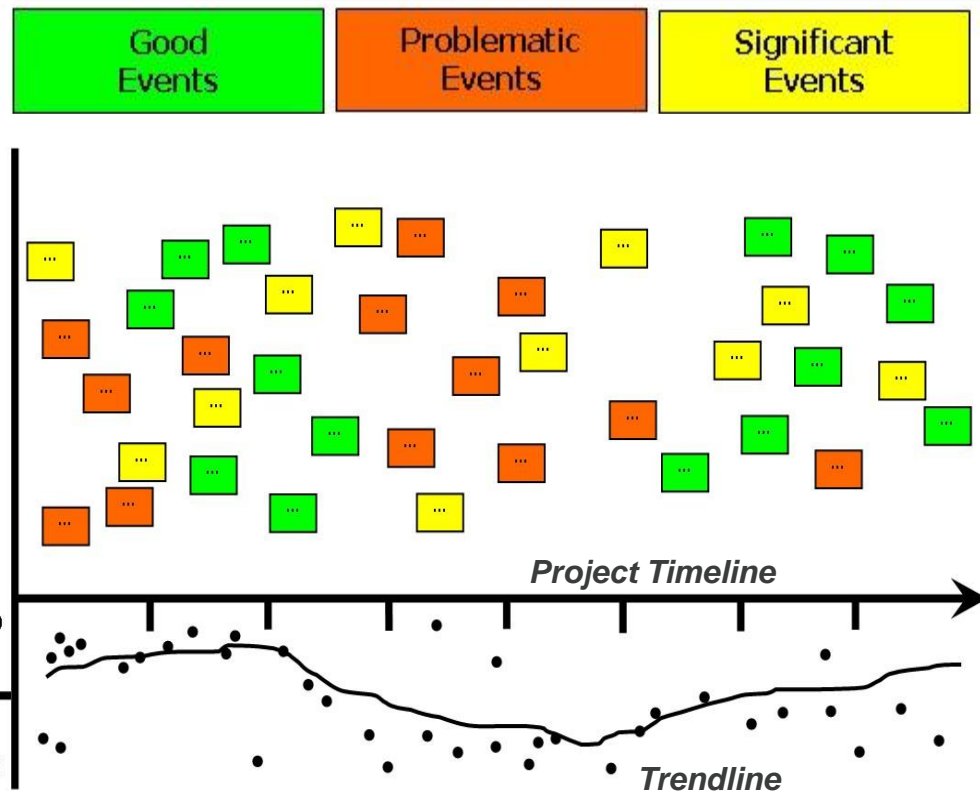 Good
Events
Problematic
Events
Significant
Events
Project Timeline
Trendline